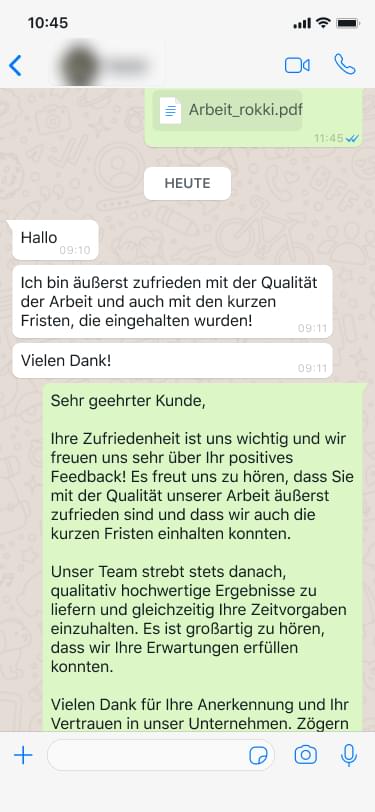 10:45
Arbeit_rokki.pdf
11:45
HEUTE
Hallo
09:10
Ich bin äußerst zufrieden mit der Qualität
der Arbeit und auch mit den kurzen
Fristen, die eingehalten wurden!
09:11
Vielen Dank!
09:11
Sehr geehrter Kunde,
Ihre Zufriedenheit ist uns wichtig und wir
freuen uns sehr über Ihr positives
Feedback! Es freut uns zu hören, dass Sie
mit der Qualität unserer Arbeit äußerst
zufrieden sind und dass wir auch die
kurzen Fristen einhalten konnten.
Unser Team strebt stets danach,
qualitativ hochwertige Ergebnisse zu
liefern und gleichzeitig Ihre Zeitvorgaben
einzuhalten. Es ist großartig zu hören,
dass wir Ihre Erwartungen erfüllen
konnten.
Vielen Dank für Ihre Anerkennung und Ihr
Vertrauen in unser Unternehmen. Zögern